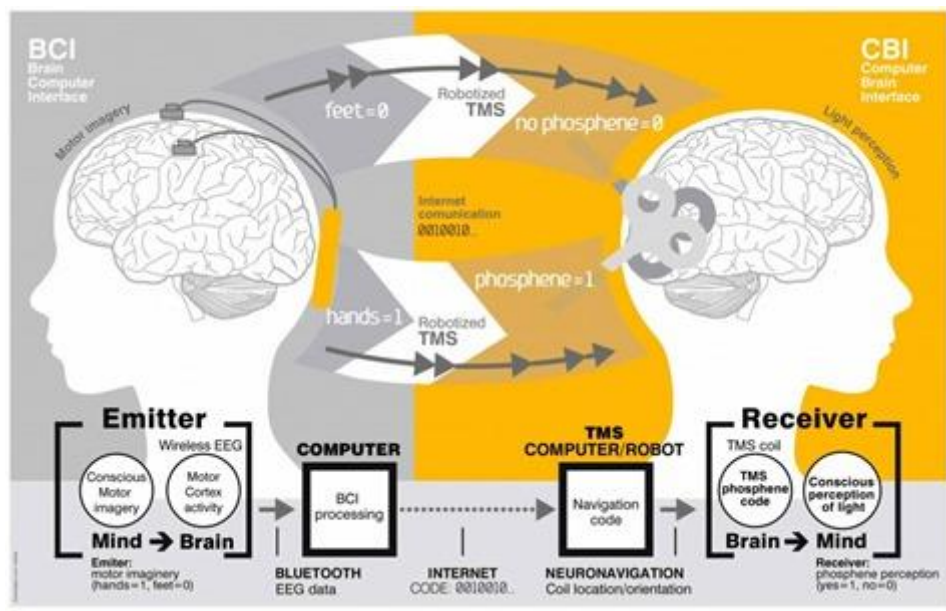 BCI
Brain
Computer
Interface
CBI
Computer
Brain
Interface
Motor imagery
Light perception
feet=0
Robotized
TMS
no phosphene=0
Internet
comunication
0010010..
phosphene=1
hands=1
Robotized
TMS
Emitter
Wireless EEG
Conscious
Motor
imagery
Motor
Cortex
activity
Mind → Brain
Emiter:
motor imaginery
(hands=1, feet=0)
COMPUTER
BCI
processing
BLUETOOTH
EEG data
INTERNET
CODE: 0010010..
TMS
COMPUTER/ROBOT
Navigation
code
NEURONAVIGATION
Coil location/orientation
Receiver
TMS coil
TMS
phosphene
code
Conscious
perception
of light
Brain → Mind
Receiver:
phosphene perception
(yes=1, no=0)